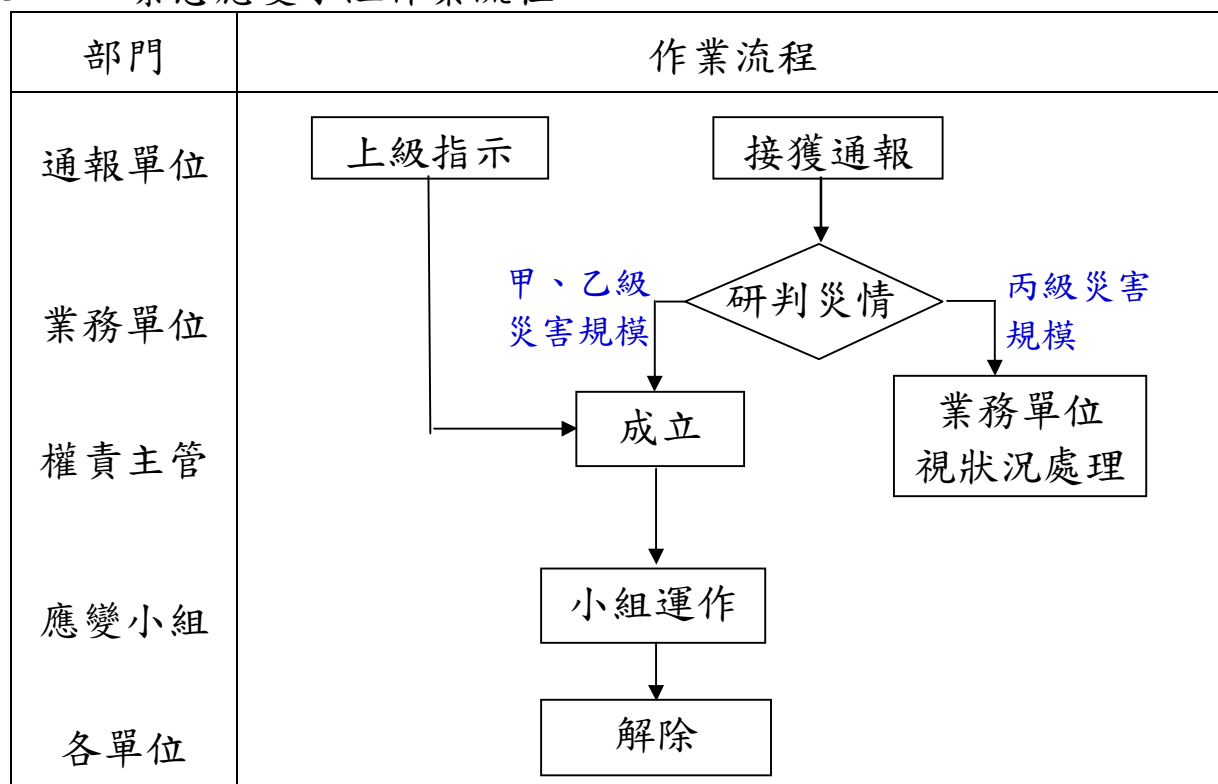 部門
作業流程
通報單位
上級指示
接獲通報
業務單位
甲、乙級
災害規模
研判災情
丙級災害
規模
權責主管
成立
業務單位
視狀況處理
應變小組
小組運作
各單位
解除